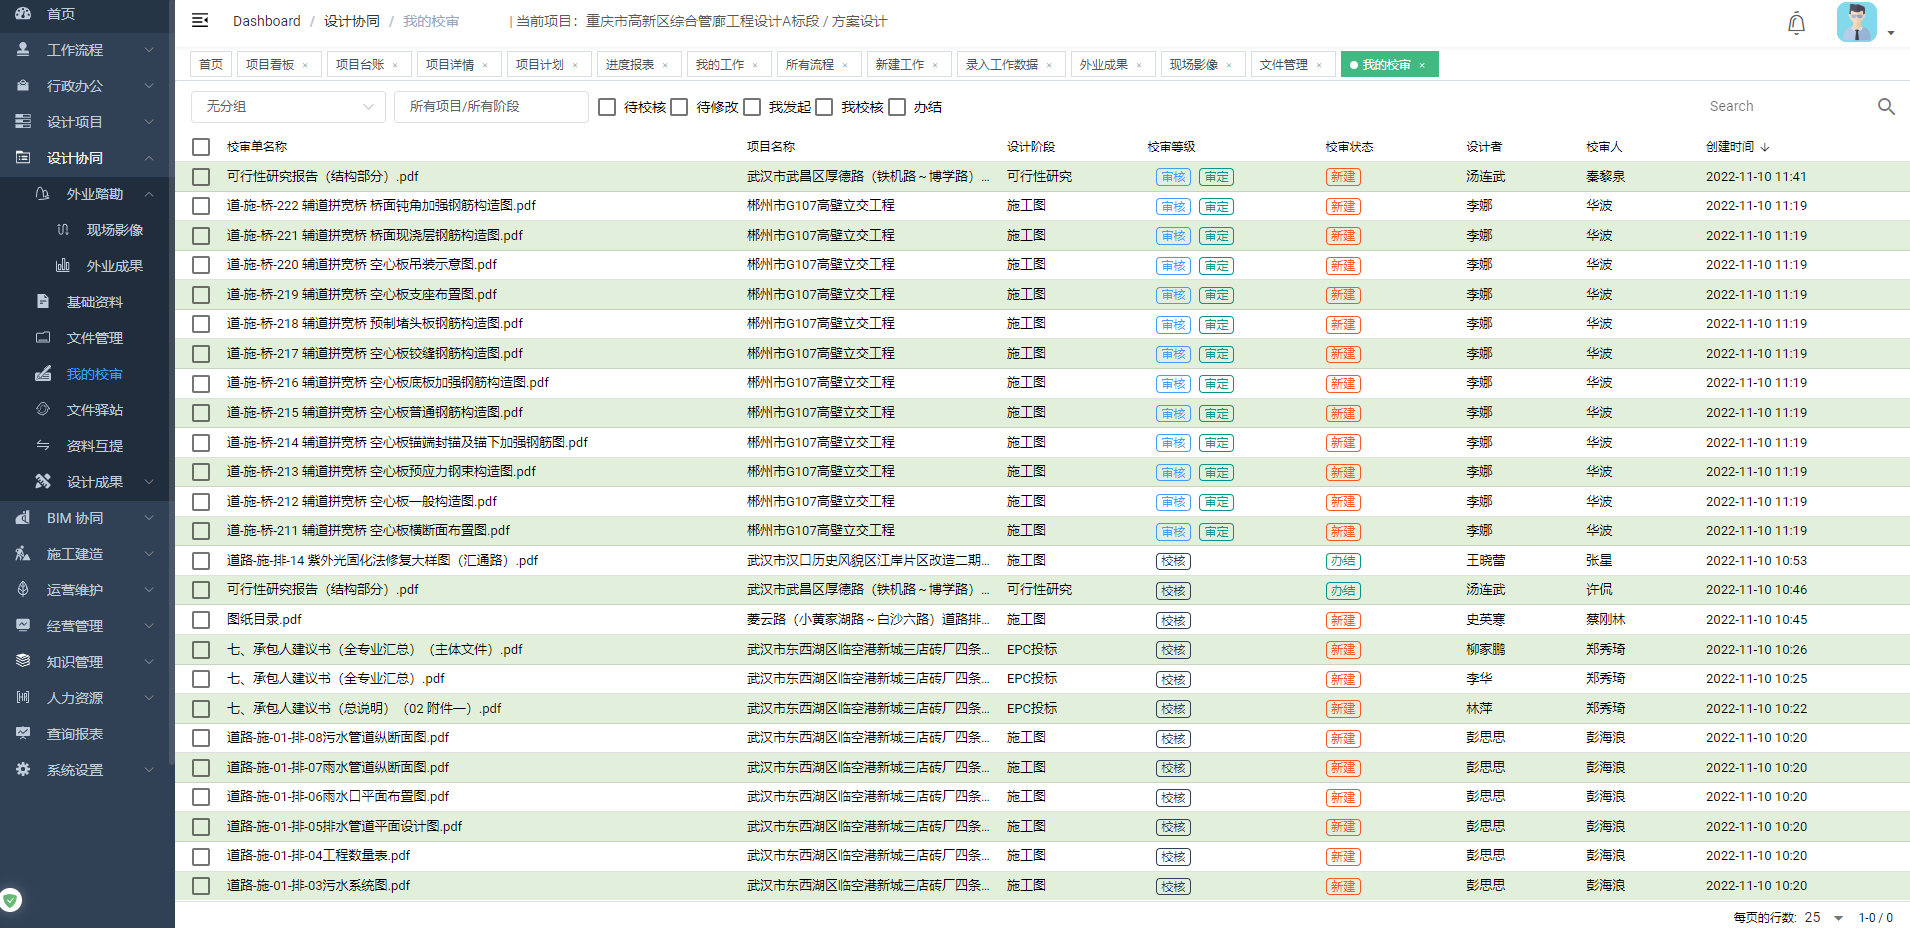 首页
工作流程
行政办公
设计项目
设计协同
外业踏勘
现场影像
外业成果
基础资料
文件管理
我的校审
文件驿站
资料互提
设计成果
BIM 协同
施工建造
运营维护
经营管理
知识管理
人力资源
查询报表
系统设置
Dashboard / 设计协同 / 我的校审 | 当前项目：重庆市高新区综合管廊工程设计A标段 / 方案设计
首页 项目看板 × 项目台账 × 项目详情 × 项目计划 × 进度报表 × 我的工作 × 所有流程 × 新建工作 × 录入工作数据 × 外业成果 × 现场影像 × 文件管理 × 我的校审 ×
无分组 所有项目/所有阶段 待校核 待修改 我发起 我校核 办结 Search
校审单名称 项目名称 设计阶段 校审等级 校审状态 设计者 校审人 创建时间 ↓
可行性研究报告（结构部分）.pdf 武汉市武昌区厚德路（铁机路～博学路）... 可行性研究 审核 审定 新建 汤连武 秦黎泉 2022-11-10 11:41
道-施-桥-222 辅道拼宽桥 桥面钝角加强钢筋构造图.pdf 郴州市G107高壁立交工程 施工图 审核 审定 新建 李娜 华波 2022-11-10 11:19
道-施-桥-221 辅道拼宽桥 桥面现浇层钢筋构造图.pdf 郴州市G107高壁立交工程 施工图 审核 审定 新建 李娜 华波 2022-11-10 11:19
道-施-桥-220 辅道拼宽桥 空心板吊装示意图.pdf 郴州市G107高壁立交工程 施工图 审核 审定 新建 李娜 华波 2022-11-10 11:19
道-施-桥-219 辅道拼宽桥 空心板支座布置图.pdf 郴州市G107高壁立交工程 施工图 审核 审定 新建 李娜 华波 2022-11-10 11:19
道-施-桥-218 辅道拼宽桥 预制堵头板钢筋构造图.pdf 郴州市G107高壁立交工程 施工图 审核 审定 新建 李娜 华波 2022-11-10 11:19
道-施-桥-217 辅道拼宽桥 空心板铰缝钢筋构造图.pdf 郴州市G107高壁立交工程 施工图 审核 审定 新建 李娜 华波 2022-11-10 11:19
道-施-桥-216 辅道拼宽桥 空心板底板加强钢筋构造图.pdf 郴州市G107高壁立交工程 施工图 审核 审定 新建 李娜 华波 2022-11-10 11:19
道-施-桥-215 辅道拼宽桥 空心板普通钢筋构造图.pdf 郴州市G107高壁立交工程 施工图 审核 审定 新建 李娜 华波 2022-11-10 11:19
道-施-桥-214 辅道拼宽桥 空心板锚端封锚及锚下加强钢筋图.pdf 郴州市G107高壁立交工程 施工图 审核 审定 新建 李娜 华波 2022-11-10 11:19
道-施-桥-213 辅道拼宽桥 空心板预应力钢束构造图.pdf 郴州市G107高壁立交工程 施工图 审核 审定 新建 李娜 华波 2022-11-10 11:19
道-施-桥-212 辅道拼宽桥 空心板一般构造图.pdf 郴州市G107高壁立交工程 施工图 审核 审定 新建 李娜 华波 2022-11-10 11:19
道-施-桥-211 辅道拼宽桥 空心板横断面布置图.pdf 郴州市G107高壁立交工程 施工图 审核 审定 新建 李娜 华波 2022-11-10 11:19
道路-施-排-14 紫外光固化法修复大样图（汇通路）.pdf 武汉市汉口历史风貌区江岸片区改造二期... 施工图 校核 办结 王晓蕾 张星 2022-11-10 10:53
可行性研究报告（结构部分）.pdf 武汉市武昌区厚德路（铁机路～博学路）... 可行性研究 校核 办结 汤连武 许侃 2022-11-10 10:46
图纸目录.pdf 菱云路（小黄家湖路～白沙六路）道路排... 施工图 校核 新建 史英寒 蔡刚林 2022-11-10 10:45
七、承包人建议书（全专业汇总）（主体文件）.pdf 武汉市东西湖区临空港新城三店砖厂四条... EPC投标 校核 新建 柳家鹏 郑秀琦 2022-11-10 10:26
七、承包人建议书（全专业汇总）.pdf 武汉市东西湖区临空港新城三店砖厂四条... EPC投标 校核 新建 李华 郑秀琦 2022-11-10 10:25
七、承包人建议书（总说明）（02 附件一）.pdf 武汉市东西湖区临空港新城三店砖厂四条... EPC投标 校核 新建 林萍 郑秀琦 2022-11-10 10:22
道路-施-01-排-08污水管道纵断面图.pdf 武汉市东西湖区临空港新城三店砖厂四条... 施工图 校核 新建 彭思思 彭海浪 2022-11-10 10:20
道路-施-01-排-07雨水管道纵断面图.pdf 武汉市东西湖区临空港新城三店砖厂四条... 施工图 校核 新建 彭思思 彭海浪 2022-11-10 10:20
道路-施-01-排-06雨水口平面布置图.pdf 武汉市东西湖区临空港新城三店砖厂四条... 施工图 校核 新建 彭思思 彭海浪 2022-11-10 10:20
道路-施-01-排-05排水管道平面设计图.pdf 武汉市东西湖区临空港新城三店砖厂四条... 施工图 校核 新建 彭思思 彭海浪 2022-11-10 10:20
道路-施-01-排-04工程数量表.pdf 武汉市东西湖区临空港新城三店砖厂四条... 施工图 校核 新建 彭思思 彭海浪 2022-11-10 10:20
道路-施-01-排-03污水系统图.pdf 武汉市东西湖区临空港新城三店砖厂四条... 施工图 校核 新建 彭思思 彭海浪 2022-11-10 10:20
每页的行数: 25 1-0 / 0